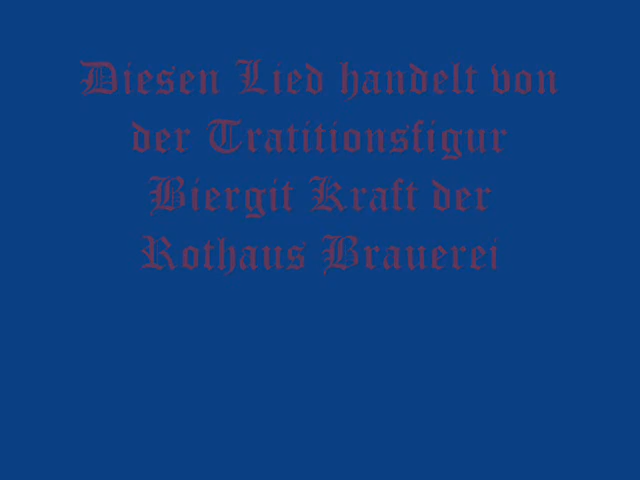 Diesen Lied handelt von
der Tratitionsfigur
Biergit Kraft der
Rothaus Brauerei